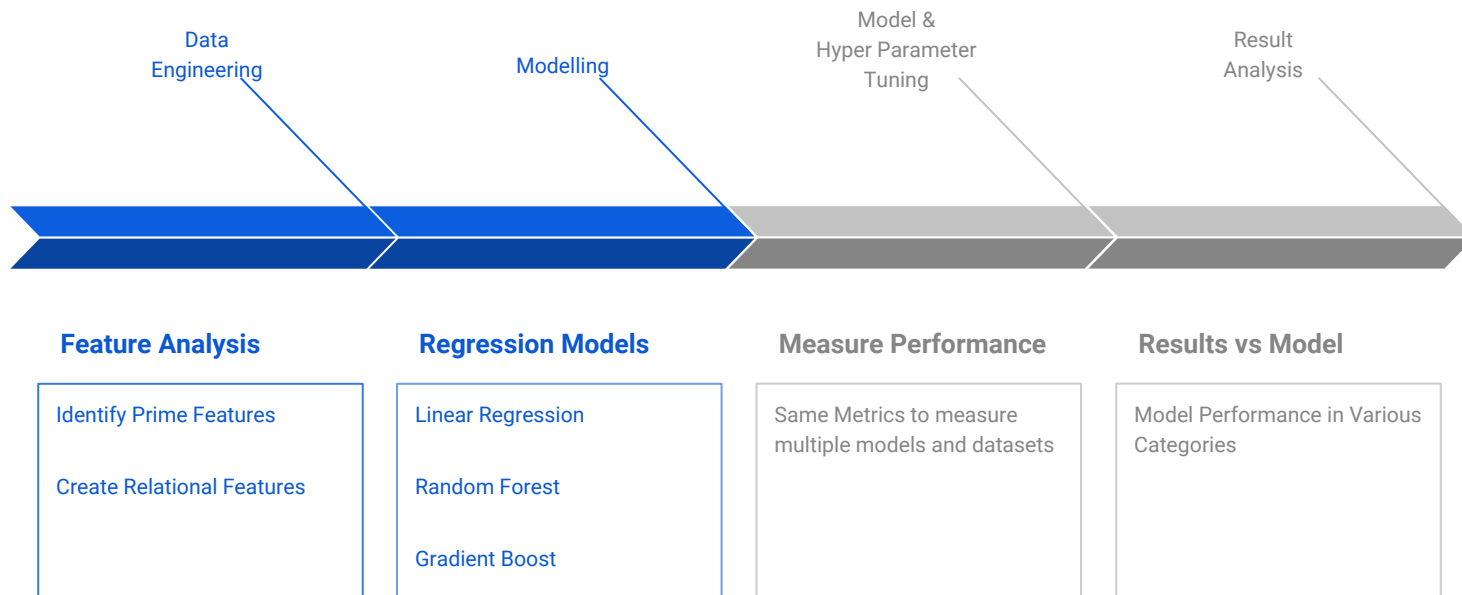 Data
Engineering
Modelling
Model &
Hyper Parameter
Tuning
Result
Analysis
Feature Analysis
Identify Prime Features
Create Relational Features
Regression Models
Linear Regression
Random Forest
Gradient Boost
Measure Performance
Same Metrics to measure
multiple models and datasets
Results vs Model
Model Performance in Various
Categories